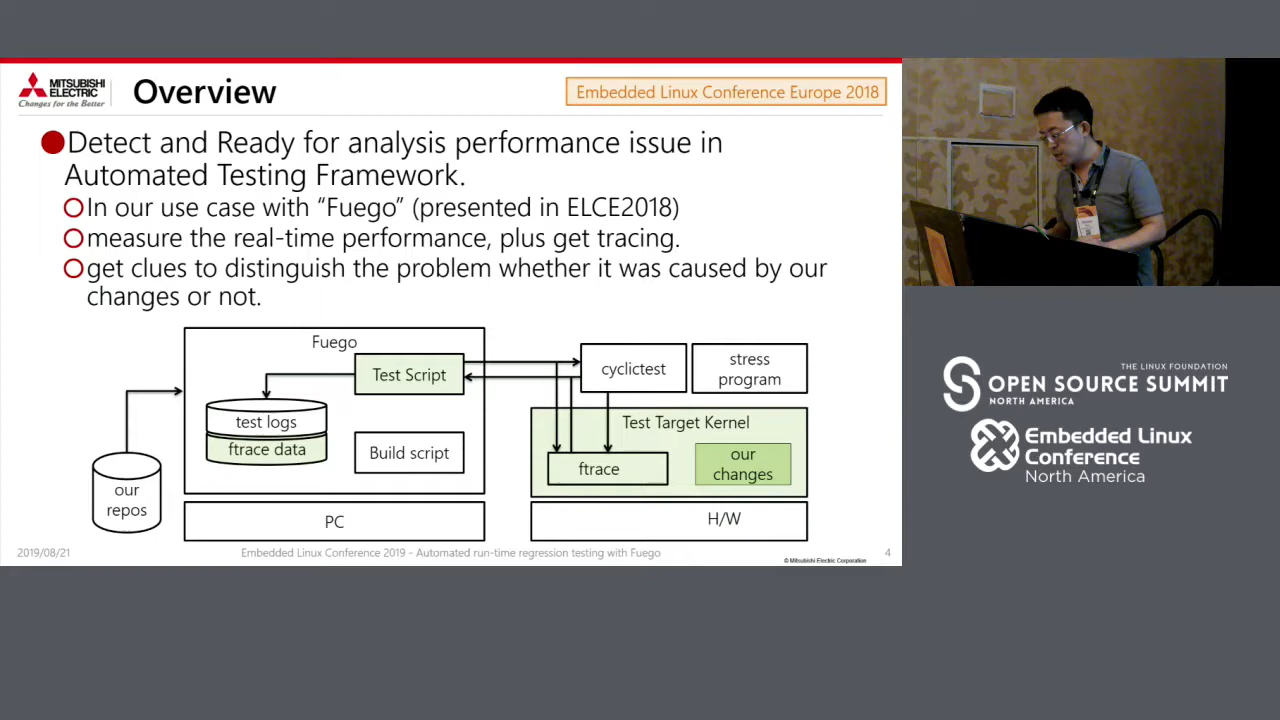 MITSUBISHI
ELECTRIC
Changes for the Better
Overview
Embedded Linux Conference Europe 2018
Detect and Ready for analysis performance issue in
Automated Testing Framework.
In our use case with “Fuego” (presented in ELCE2018)
measure the real-time performance, plus get tracing.
get clues to distinguish the problem whether it was caused by our
changes or not.
Fuego
Test Script
test logs
ftrace data
Build script
our
repos
PC
cyclictest
stress
program
Test Target Kernel
ftrace
our
changes
H/W
2019/08/21
Embedded Linux Conference 2019 - Automated run-time regression testing with Fuego
4
© Mitsubishi Electric Corporation
THE LINUX FOUNDATION
OPEN SOURCE SUMMIT
NORTH AMERICA
Embedded Linux
Conference
North America